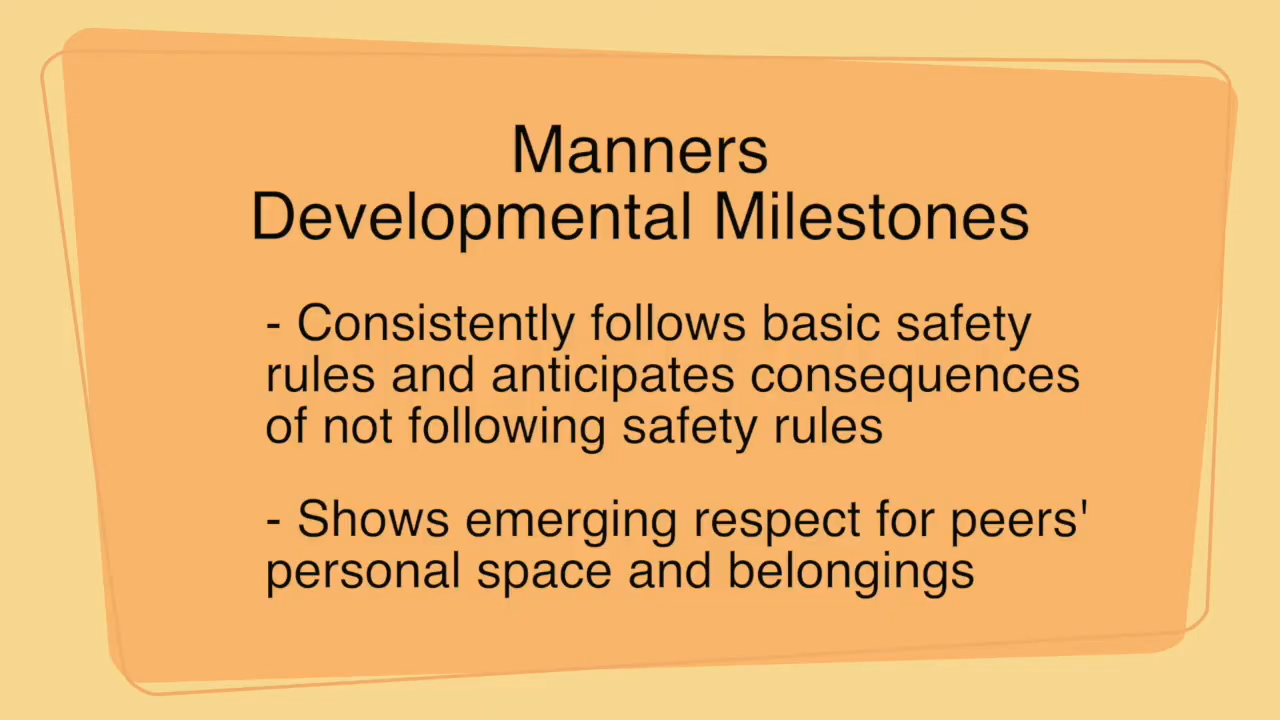 Manners
Developmental Milestones
- Consistently follows basic safety
rules and anticipates consequences
of not following safety rules
- Shows emerging respect for peers'
personal space and belongings